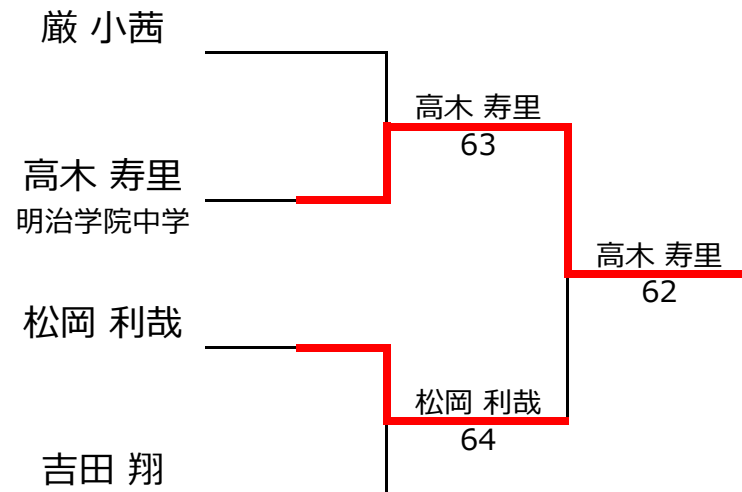 厳 小茜
高木 寿里
63
高木 寿里
明治学院中学
高木 寿里
62
松岡 利哉
松岡 利哉
64
吉田 翔